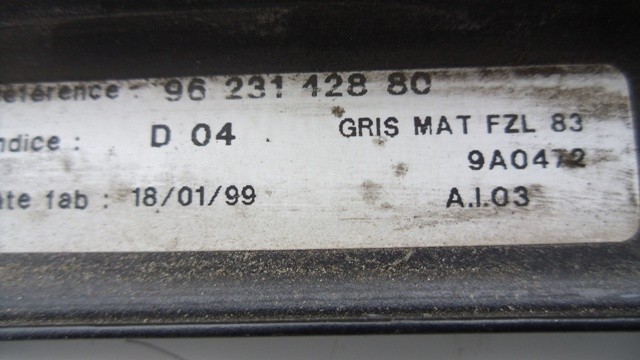 éférence : 96 231 428 80
ndice : D 04 GRIS MAT FZL 83
9A0472
ate fab : 18/01/99 A.I.03